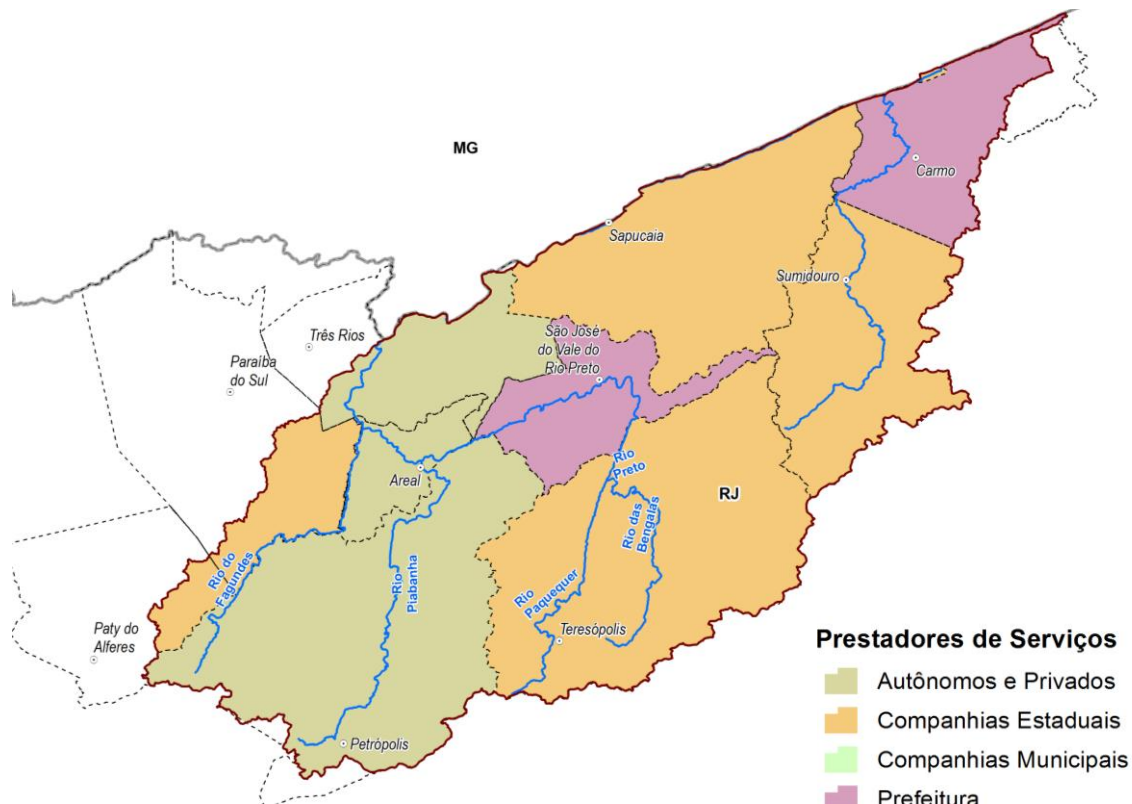 MG
Carmo
Sapucaia
Sumidouro
São José
do Vale do
Rio Preto
Três Rios
Paraíba
do Sul
Areal
Rio
Preto
RJ
Rio das
Bengalas
Rio do
Fagundes
Rio
Piabanha
Rio
Paquequer
Teresópolis
Paty do
Alferes
Petrópolis
Prestadores de Serviços
Autônomos e Privados
Companhias Estaduais
Companhias Municipais
Prefeitura